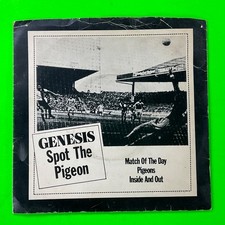 GENESIS
Spot The
Pigeon
Match Of The Day
Pigeons
Inside And Out